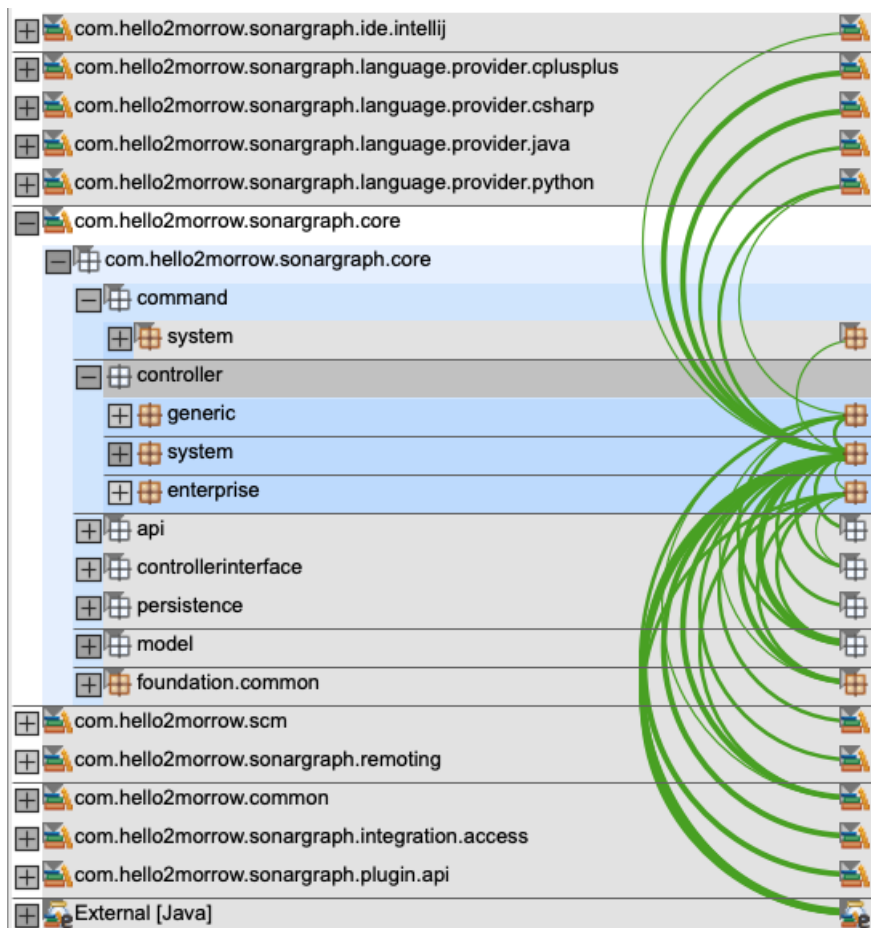 com.hello2morrow.sonargraph.ide.intellij
com.hello2morrow.sonargraph.language.provider.cplusplus
com.hello2morrow.sonargraph.language.provider.csharp
com.hello2morrow.sonargraph.language.provider.java
com.hello2morrow.sonargraph.language.provider.python
com.hello2morrow.sonargraph.core
com.hello2morrow.sonargraph.core
command
system
controller
generic
system
enterprise
api
controllerinterface
persistence
model
foundation.common
com.hello2morrow.scm
com.hello2morrow.sonargraph.remoting
com.hello2morrow.common
com.hello2morrow.sonargraph.integration.access
com.hello2morrow.sonargraph.plugin.api
External [Java]